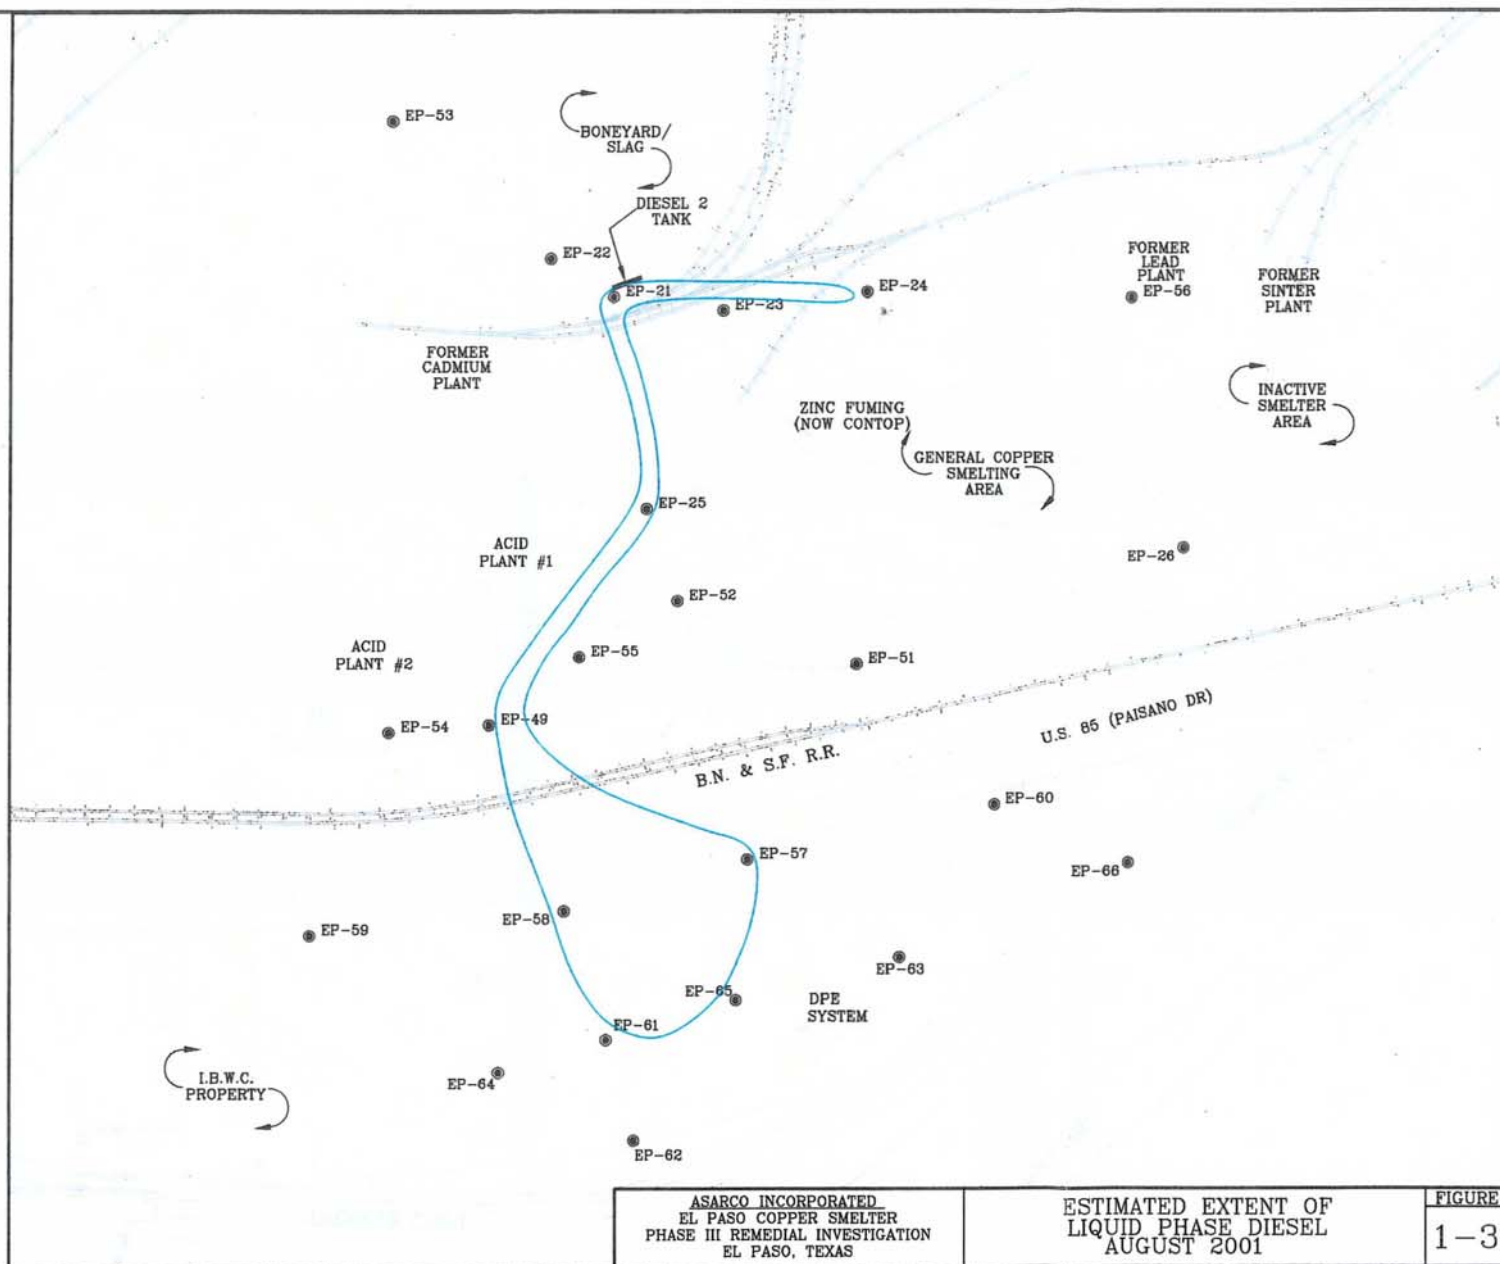 EP-53
BONEYARD/
SLAG
DIESEL 2
TANK
EP-22
EP-21
EP-23
EP-24
FORMER
LEAD
PLANT
EP-56
FORMER
SINTER
PLANT
FORMER
CADMIUM
PLANT
ZINC FUMING
(NOW CONTOP)
INACTIVE
SMELTER
AREA
GENERAL COPPER
SMELTING
AREA
EP-25
ACID
PLANT #1
EP-26
EP-52
ACID
PLANT #2
EP-55
EP-51
EP-54
EP-49
U.S. 85 (PAISANO DR)
B.N. & S.F. R.R.
EP-60
EP-57
EP-66
EP-58
EP-59
EP-63
EP-65
DPE
SYSTEM
EP-61
EP-64
I.B.W.C.
PROPERTY
EP-62
ASARCO INCORPORATED
EL PASO COPPER SMELTER
PHASE III REMEDIAL INVESTIGATION
EL PASO, TEXAS
ESTIMATED EXTENT OF
LIQUID PHASE DIESEL
AUGUST 2001
FIGURE
1-3